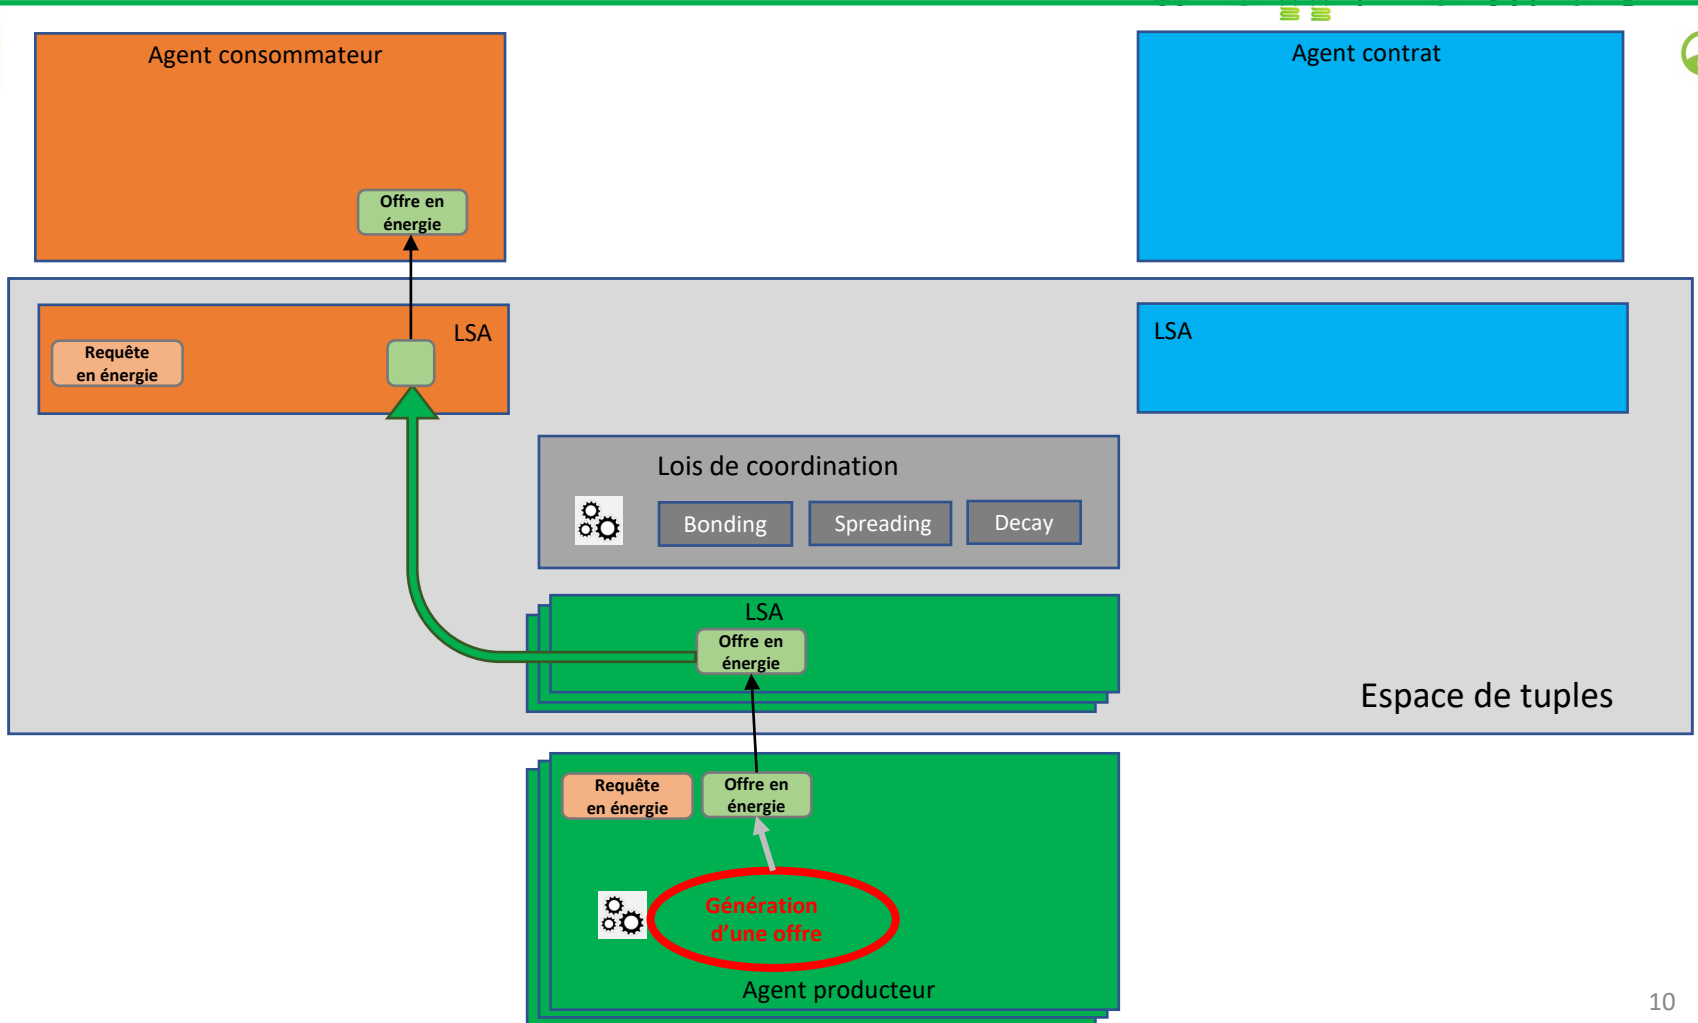 Agent consommateur
Agent contrat
Offre en
énergie
LSA
LSA
Requête
en énergie
Lois de coordination
Bonding
Spreading
Decay
LSA
Offre en
énergie
Espace de tuples
Requête
en énergie
Offre en
énergie
Génération
d'une offre
Agent producteur
10